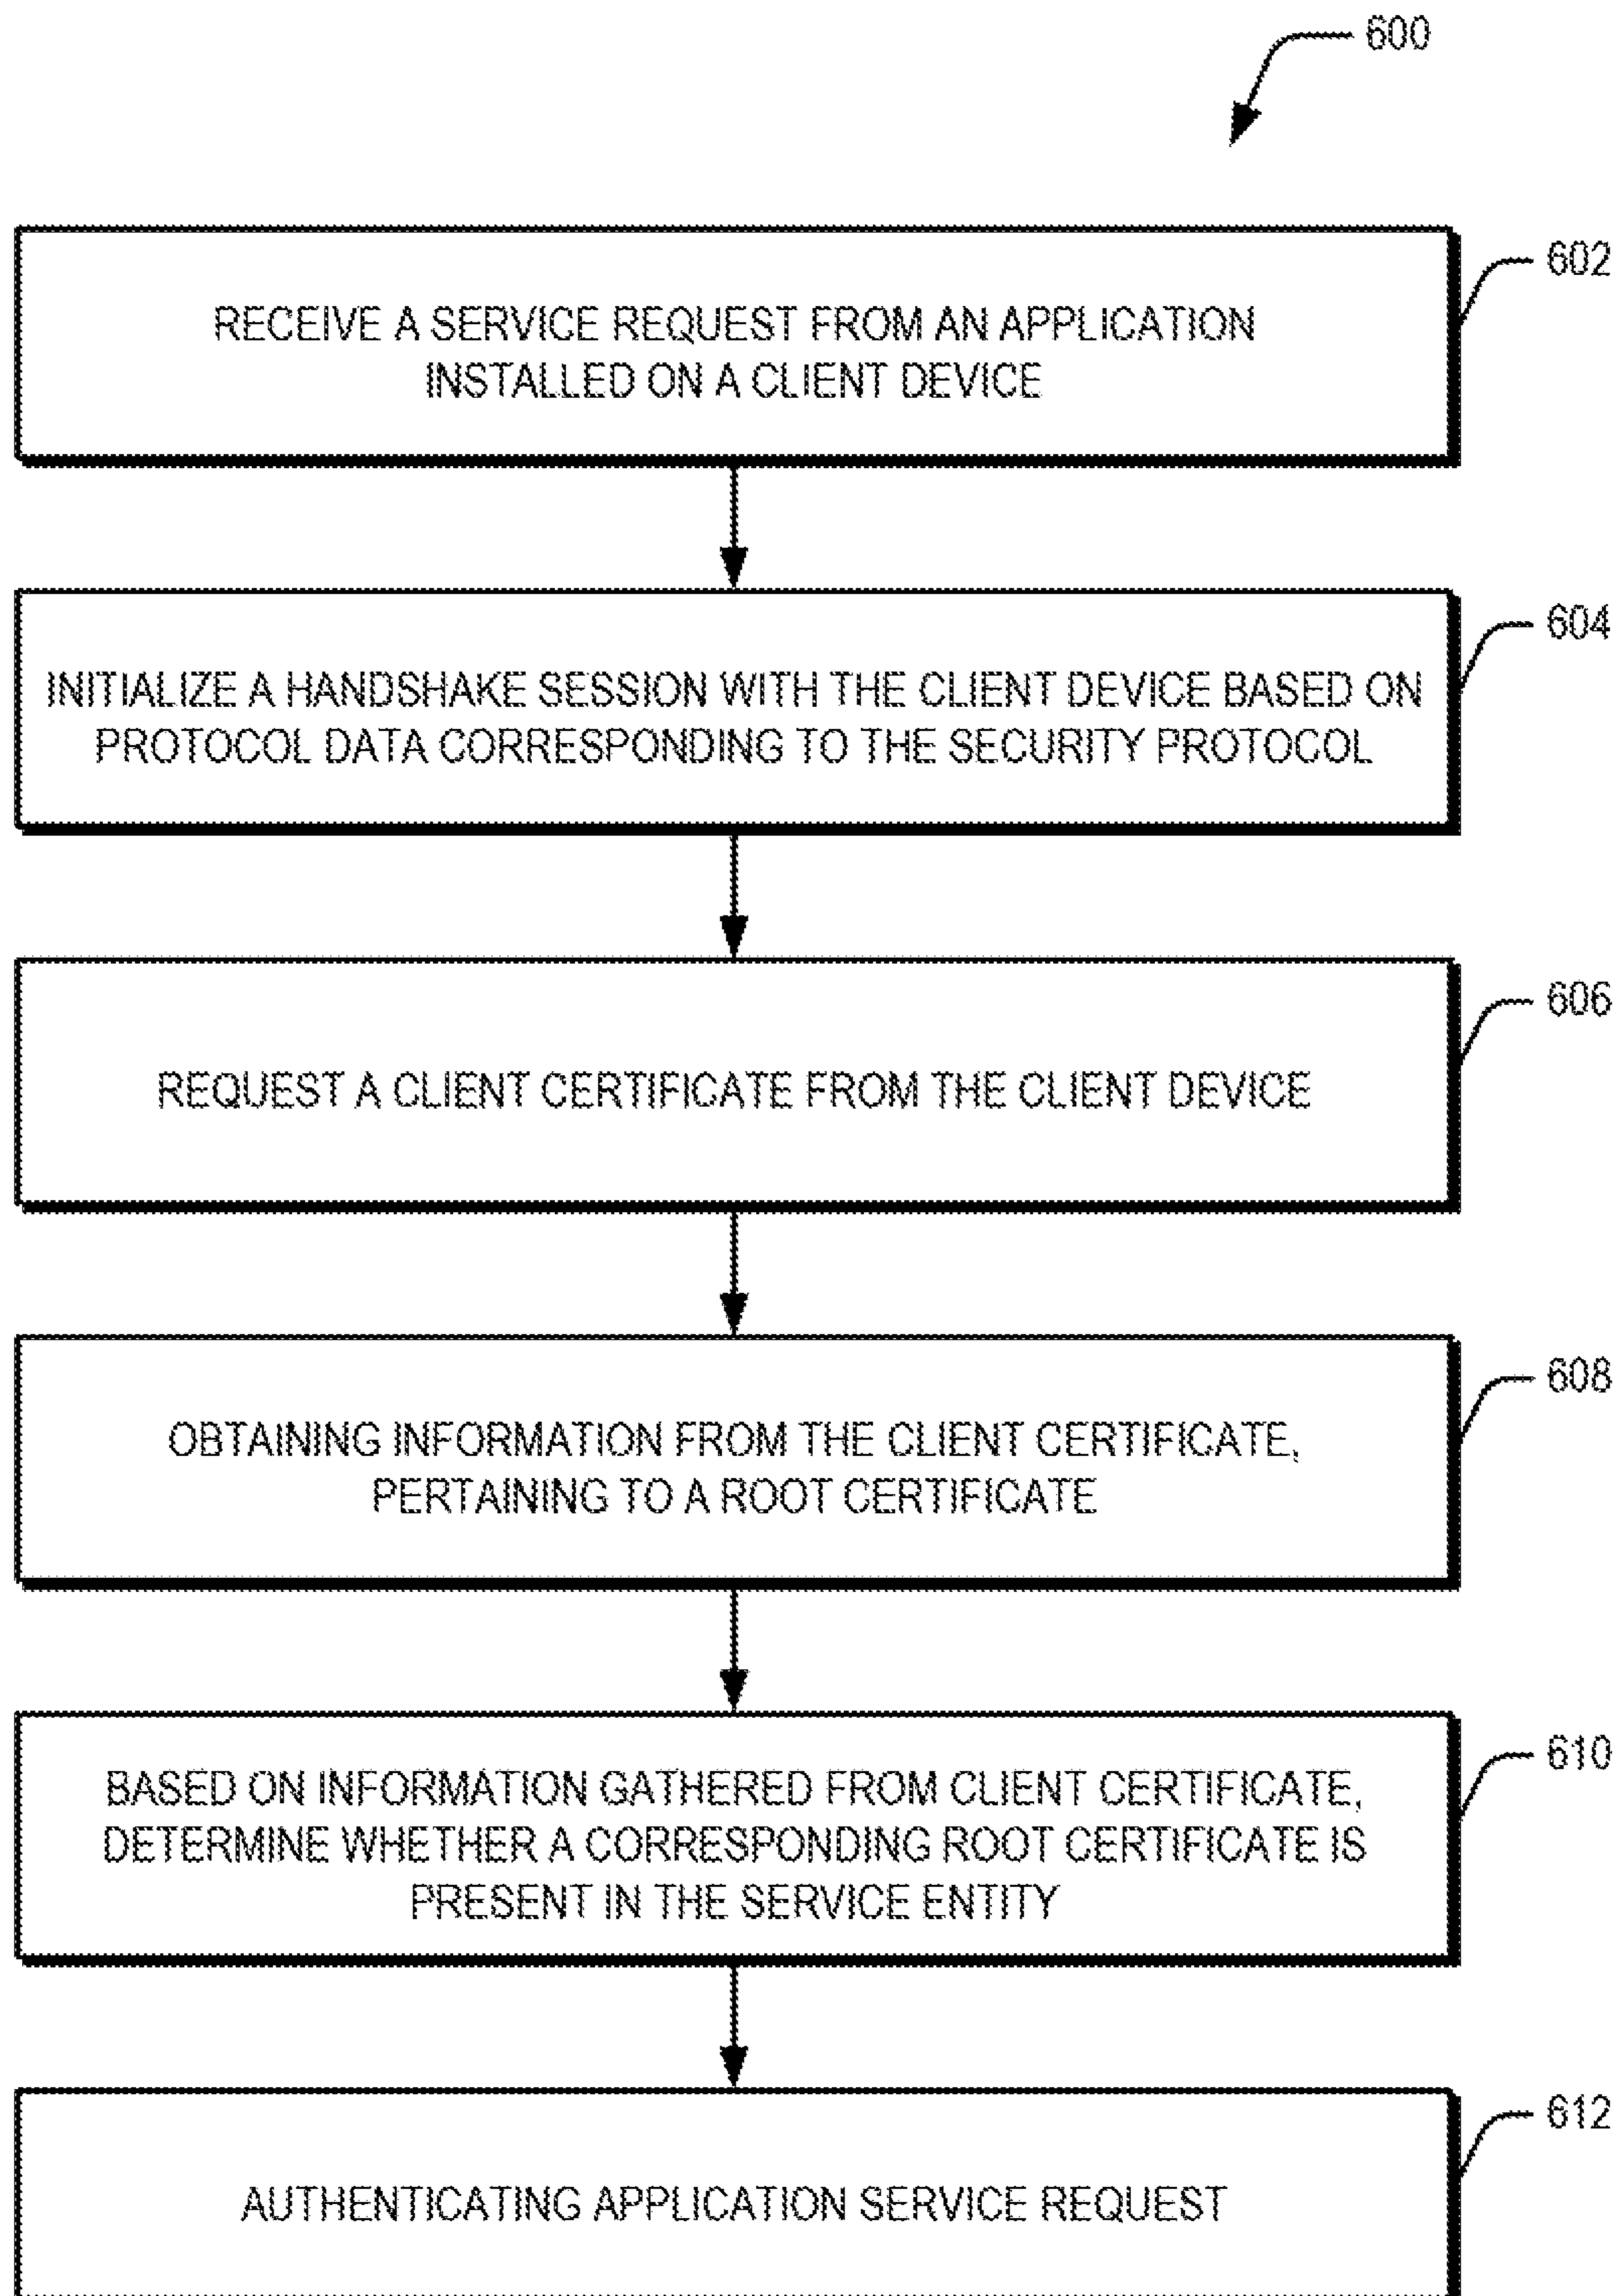 600
602
RECEIVE A SERVICE REQUEST FROM AN APPLICATION
INSTALLED ON A CLIENT DEVICE
604
INITIALIZE A HANDSHAKE SESSION WITH THE CLIENT DEVICE BASED ON
PROTOCOL DATA CORRESPONDING TO THE SECURITY PROTOCOL
606
REQUEST A CLIENT CERTIFICATE FROM THE CLIENT DEVICE
608
OBTAINING INFORMATION FROM THE CLIENT CERTIFICATE,
PERTAINING TO A ROOT CERTIFICATE
610
BASED ON INFORMATION GATHERED FROM CLIENT CERTIFICATE,
DETERMINE WHETHER A CORRESPONDING ROOT CERTIFICATE IS
PRESENT IN THE SERVICE ENTITY
612
AUTHENTICATING APPLICATION SERVICE REQUEST